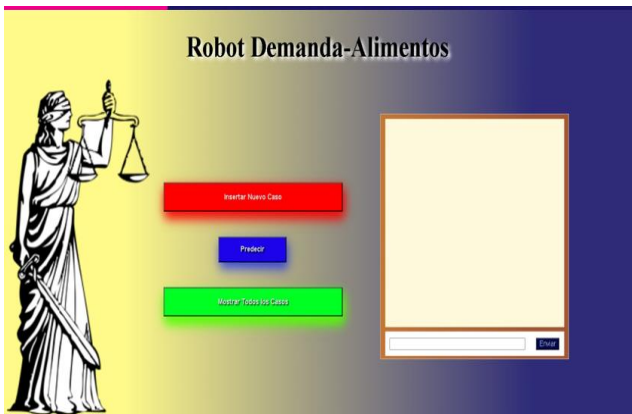 Robot Demanda-Alimentos
Insertar Nuevo Caso
Predecir
Mostrar Todos los Casos
Enviar